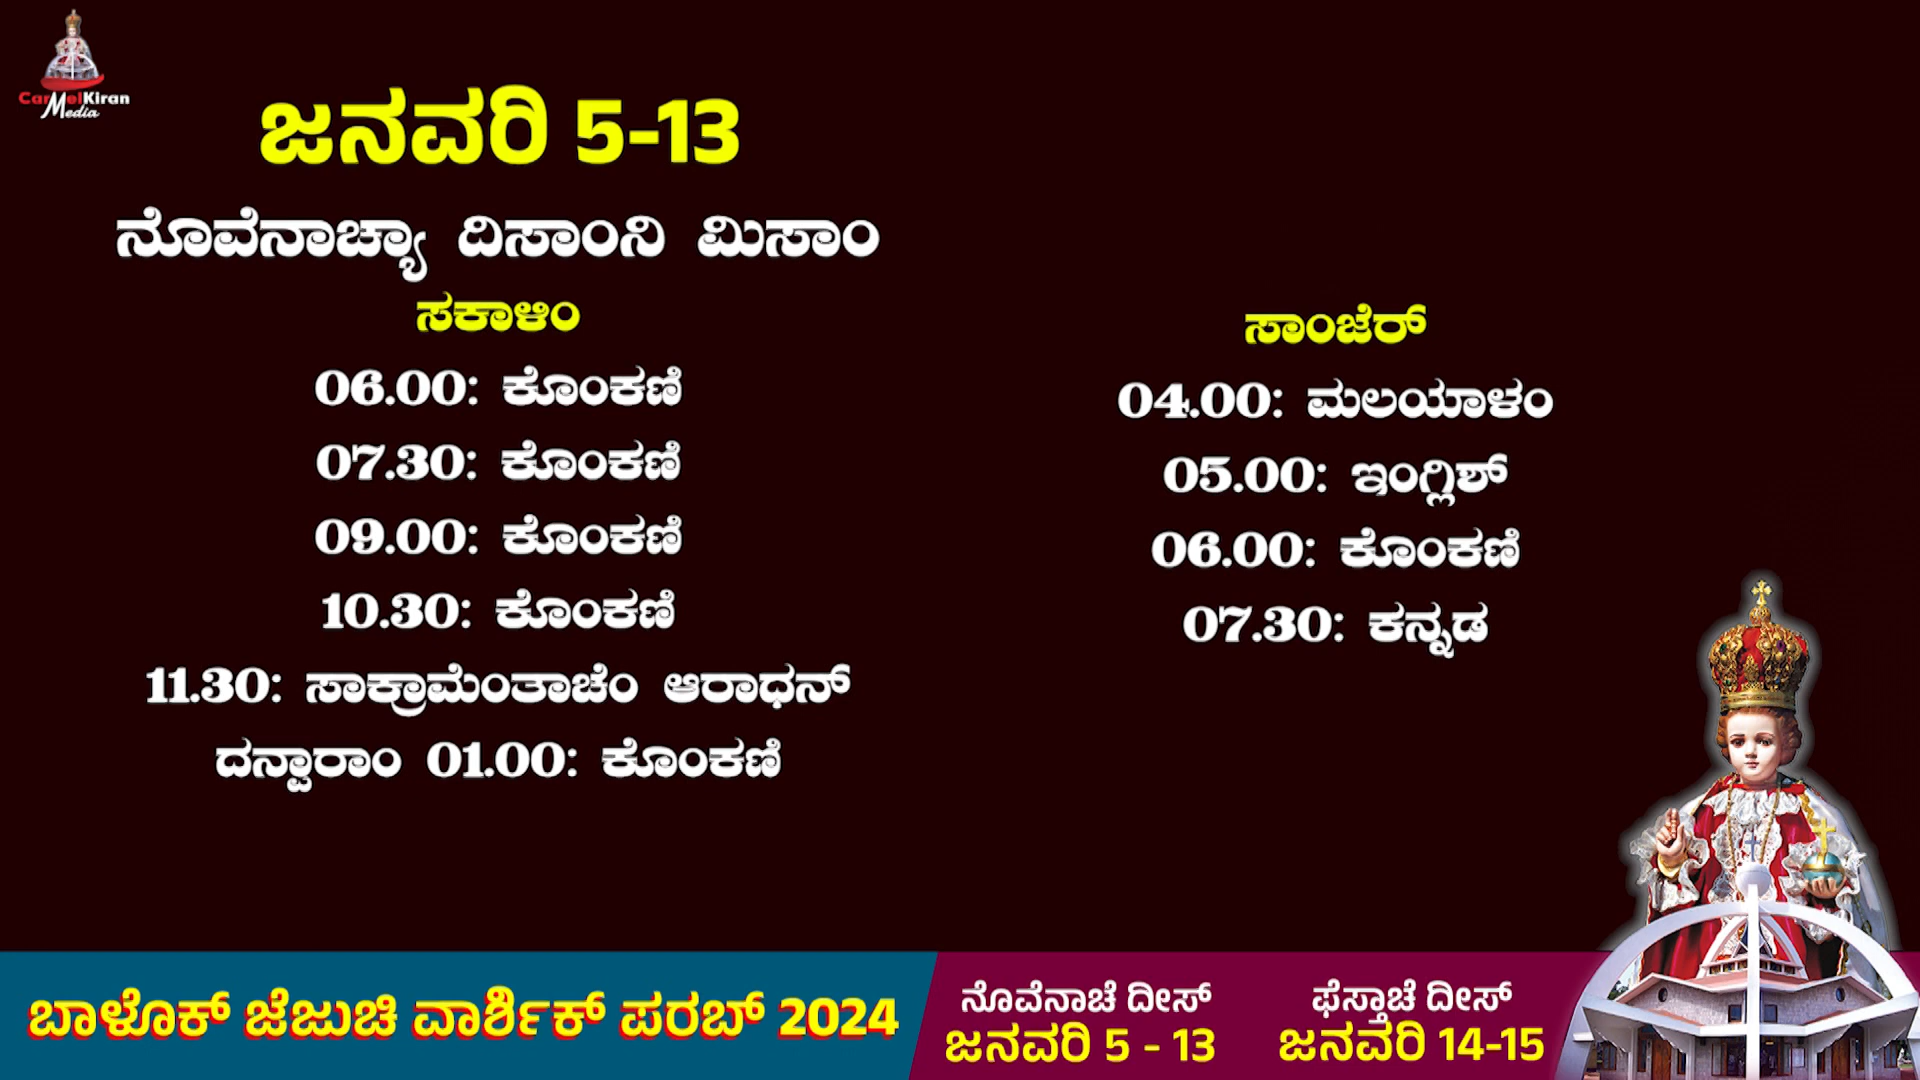 CarmelKiran
Media
ಜನವರಿ 5-13
ನೊವೆನಾಚ್ಯಾ ದಿಸಾಂನಿ ಮಿಸಾಂ
ಸಕಾಳಿಂ
06.00: ಕೊಂಕಣಿ
07.30: ಕೊಂಕಣಿ
09.00: ಕೊಂಕಣಿ
10.30: ಕೊಂಕಣಿ
11.30: ಸಾಕ್ರಾಮೆಂತಾಚೆಂ ಆರಾಧನ್
ದನ್ಪಾರಾಂ 01.00: ಕೊಂಕಣಿ
ಸಾಂಜೆರ್
04.00: ಮಲಯಾಳಂ
05.00: ಇಂಗ್ಲಿಶ್
06.00: ಕೊಂಕಣಿ
07.30: ಕನ್ನಡ
ಬಾಳೊಕ್ ಜೆಜುಚಿ ವಾರ್ಶಿಕ್ ಪರಬ್ 2024
ನೊವೆನಾಚೆ ದೀಸ್
ಜನವರಿ 5 - 13
ಫೆಸ್ತಾಚೆ ದೀಸ್
ಜನವರಿ 14-15